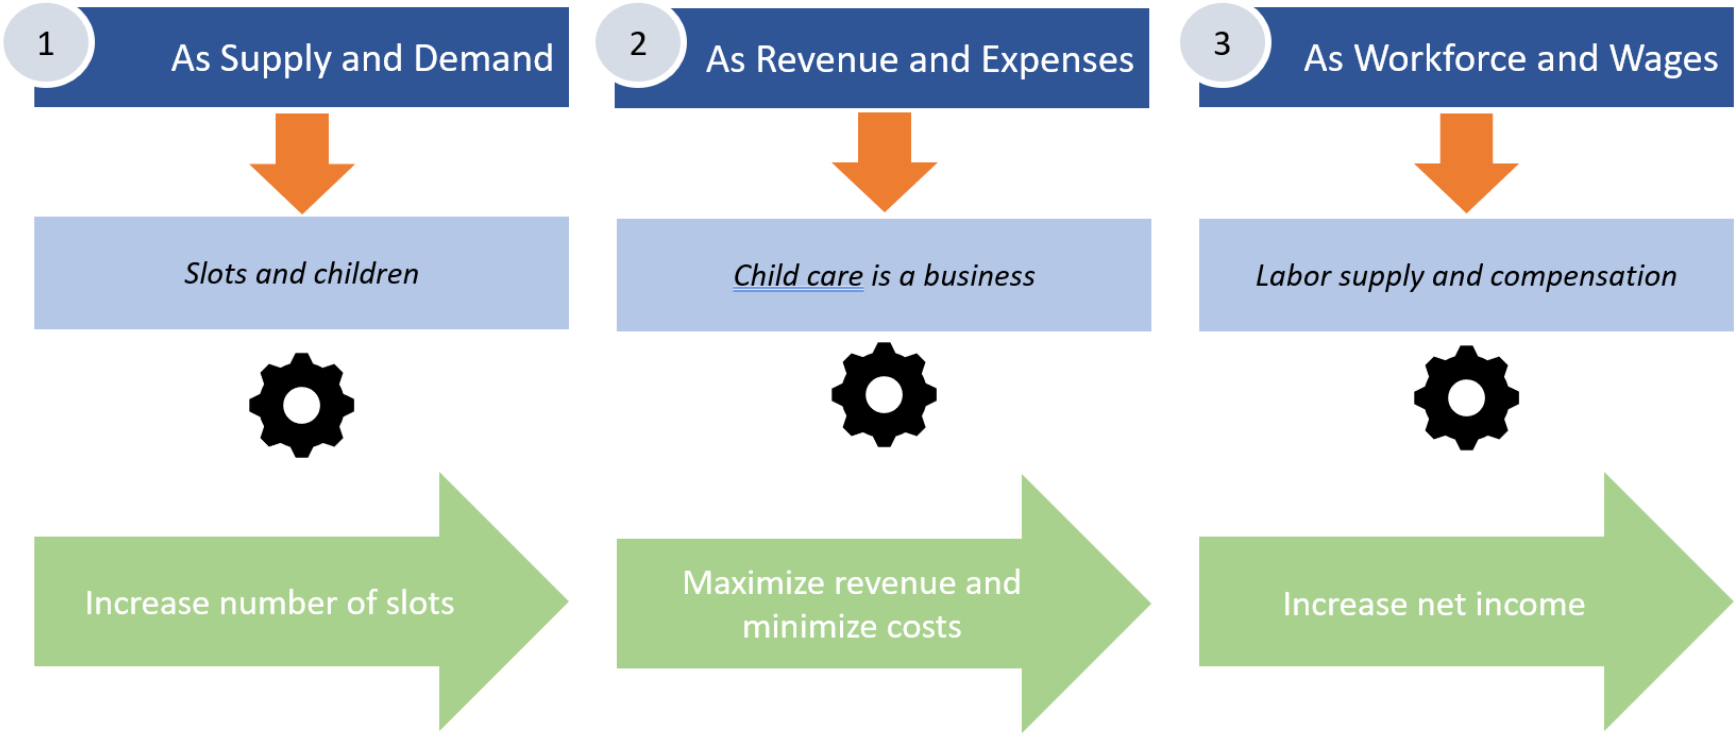 1
As Supply and Demand
2
As Revenue and Expenses
3
As Workforce and Wages
Slots and children
Child care is a business
Labor supply and compensation
Increase number of slots
Maximize revenue and
minimize costs
Increase net income